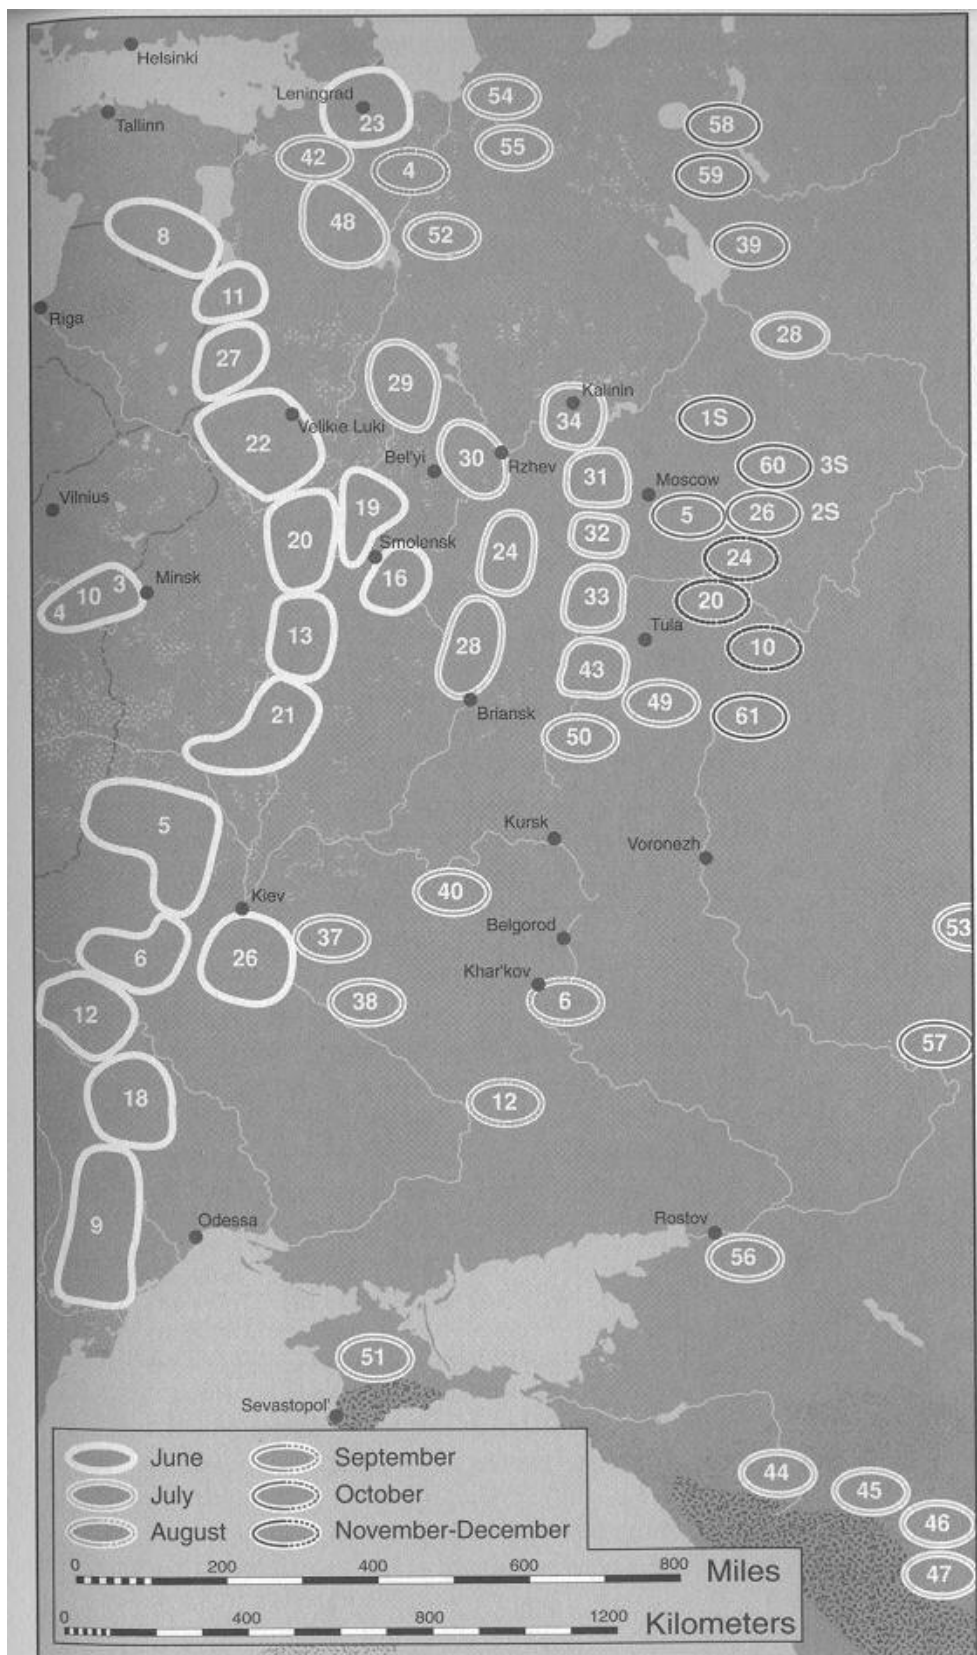 Helsinki
Leningrad
54
23
Tallinn
58
42
55
4
59
48
8
52
39
11
Riga
28
27
29
Kalinin
34
1S
Velikie Luki
22
Bel'yi
30
Rzhev
60 3S
31
Moscow
Vilnius
19
5
26 2S
20
32
Smolensk
24
24
16
Minsk
3
10
4
33
20
13
Tula
28
10
43
21
49
Briansk
61
50
5
Kursk
Voronezh
40
Kiev
Belgorod
53
37
26
6
Khar'kov
38
6
12
57
18
12
9
Odessa
Rostov
56
51
Sevastopol'
44
45
46
47
June
September
July
October
August
November-December
0 200 400 600 800 Miles
0 400 800 1200 Kilometers